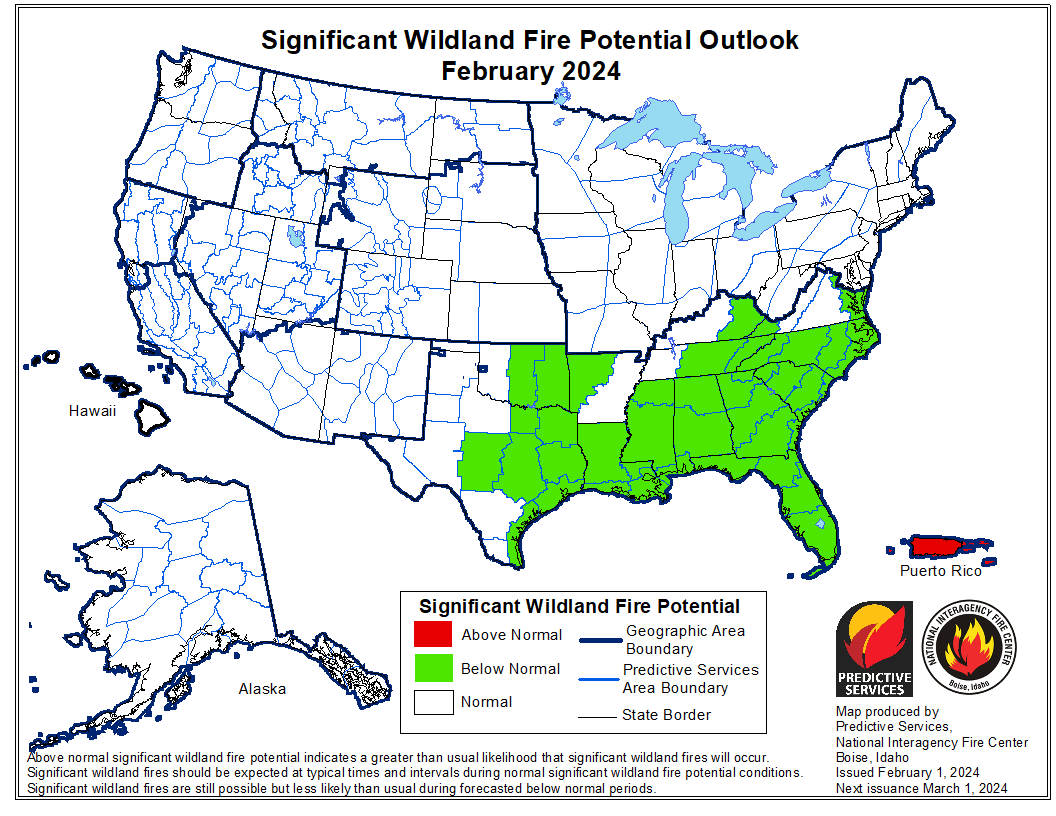 Significant Wildland Fire Potential Outlook
February 2024
Hawaii
Alaska
Puerto Rico
Significant Wildland Fire Potential
Above Normal
Below Normal
Normal
Geographic Area
Boundary
Predictive Services
Area Boundary
State Border
PREDICTIVE
SERVICES
NATIONAL INTERAGENCY FIRE CENTER
Boise, Idaho
Map produced by
Predictive Services,
National Interagency Fire Center
Boise, Idaho
Issued February 1, 2024
Next issuance March 1, 2024
Above normal significant wildland fire potential indicates a greater than usual likelihood that significant wildland fires will occur.
Significant wildland fires should be expected at typical times and intervals during normal significant wildland fire potential conditions.
Significant wildland fires are still possible but less likely than usual during forecasted below normal periods.